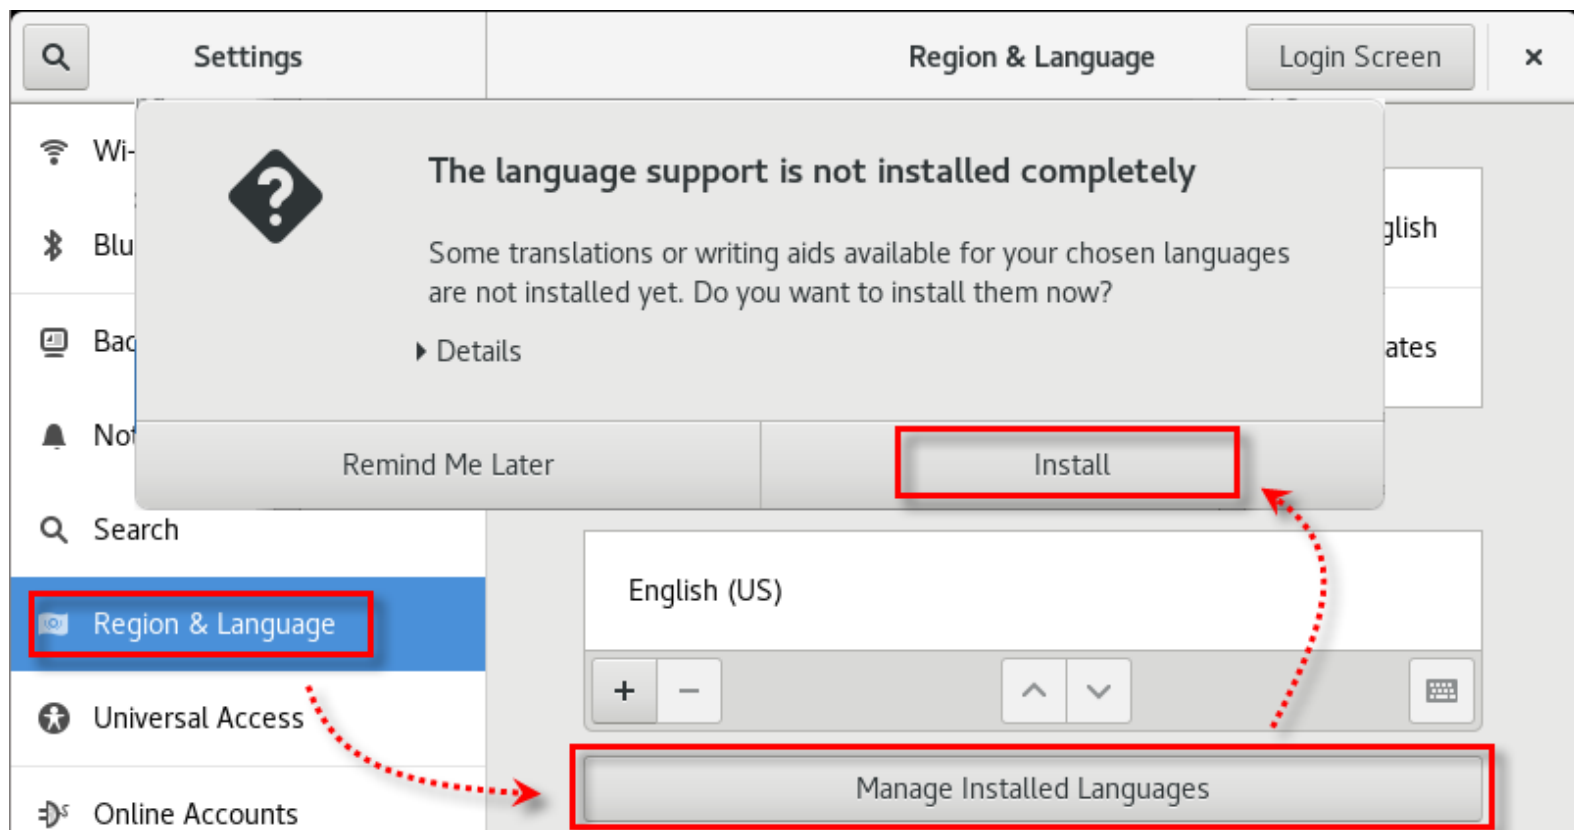 Settings
Region & Language
Login Screen
Wi-
The language support is not installed completely
Some translations or writing aids available for your chosen languages
are not installed yet. Do you want to install them now?
Details
Remind Me Later
Install
Blu
glish
Bac
ates
Not
Search
English (US)
Region & Language
Universal Access
Manage Installed Languages
Online Accounts